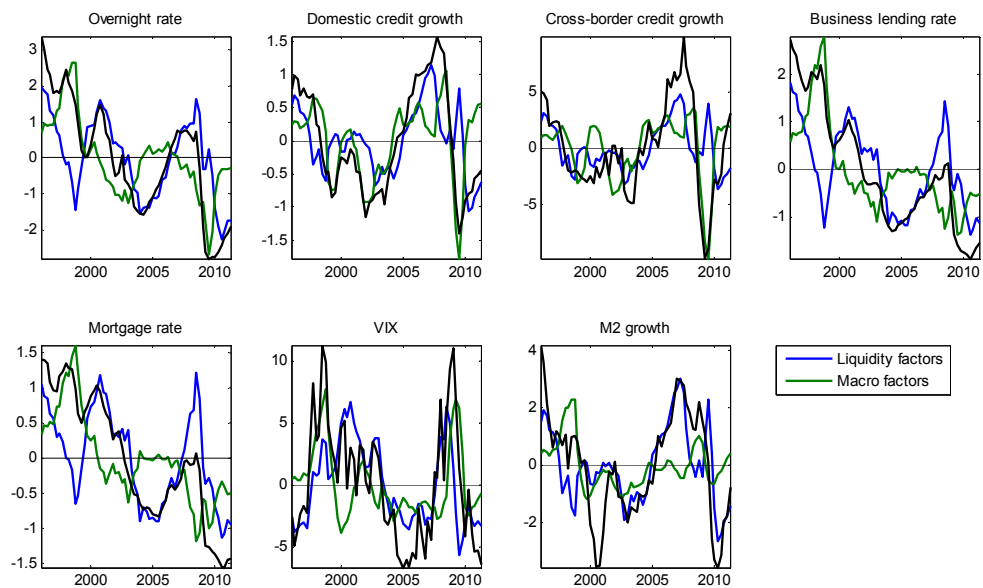 Overnight rate
3
2
1
0
-1
-2
2000 2005 2010
Domestic credit growth
1.5
1
0.5
0
-0.5
-1
-1.5
2000 2005 2010
Cross-border credit growth
5
0
-5
2000 2005 2010
Business lending rate
2
1
0
-1
2000 2005 2010
Mortgage rate
1.5
1
0.5
0
-0.5
-1
-1.5
2000 2005 2010
VIX
10
5
0
-5
2000 2005 2010
M2 growth
4
2
0
-2
2000 2005 2010
Liquidity factors
Macro factors